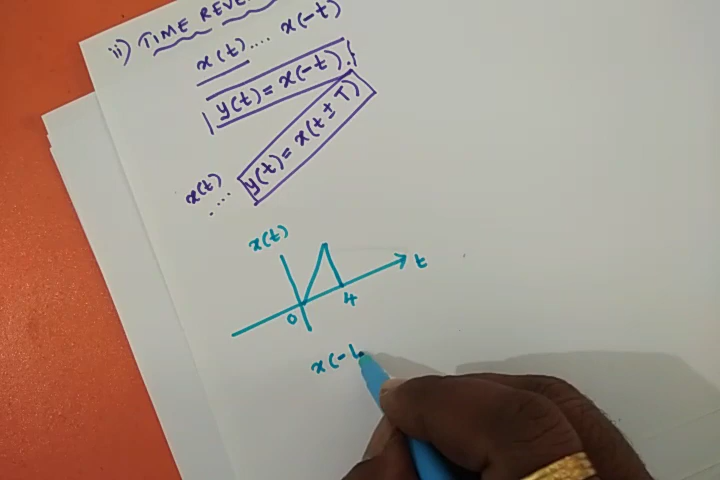 ii) TIME REVE
x(t).... x(-t)
y(t) = x(-t).
y(t) = x(t ± T)
x(t) ....
x(t)
t
0
4
x(-